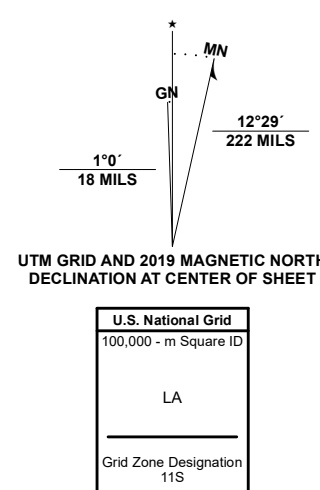 MN
GN
12°29´
222 MILS
1°0´
18 MILS
UTM GRID AND 2019 MAGNETIC NORTH
DECLINATION AT CENTER OF SHEET
U.S. National Grid
100,000 - m Square ID
LA
Grid Zone Designation
11S